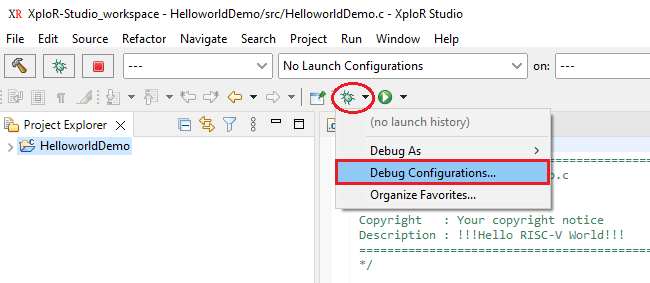 XR XploR-Studio_workspace - HelloworldDemo/src/HelloworldDemo.c - XploR Studio
File Edit Source Refactor Navigate Search Project Run Window Help
--- No Launch Configurations on: ---
Project Explorer
HelloworldDemo
(no launch history)
Debug As
Debug Configurations...
Organize Favorites...
.c
Copyright : Your copyright notice
Description : !!!Hello RISC-V World!!!
*/